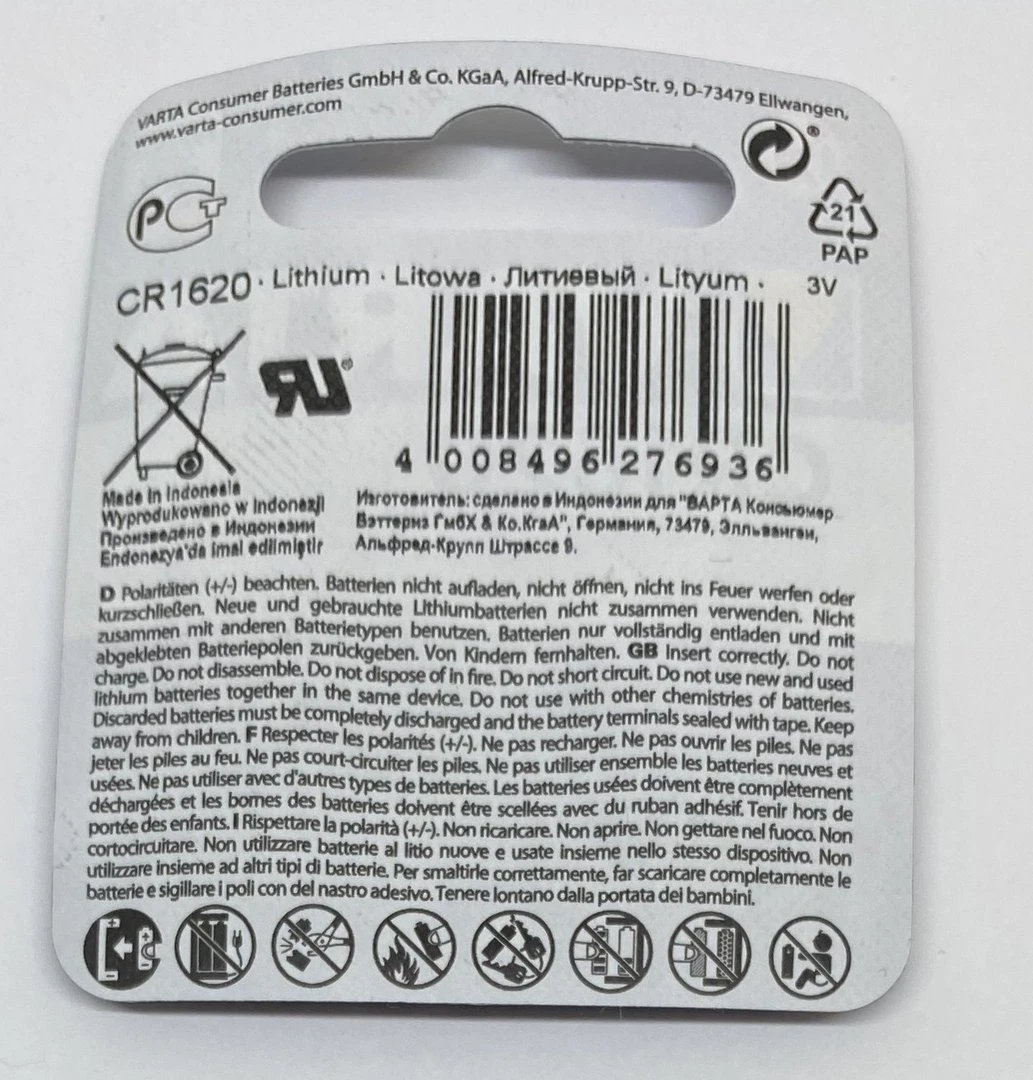 VARTA Consumer Batteries GmbH & Co. KGaA, Alfred-Krupp-Str. 9, D-73479 Ellwangen,
www.varta-consumer.com
®
РСТ
21
PAP
CR1620 · Lithium · Litowa · Литиевый · Lityum · 3V
UR®
4 008496 276936
Made in Indonesia
Wyprodukowano w Indonezji
Произведено в Индонезии
Endonezya'da imal edilmiştir
Изготовитель: сделано в Индонезии для "ВАРТА Консьюмер
Баттериз ГмбХ & Ко.КгаА", Германия, 73479, Элльванген,
Альфред-Крупп Штрассе 9.
D Polaritäten (+/-) beachten. Batterien nicht aufladen, nicht öffnen, nicht ins Feuer werfen oder
kurzschließen. Neue und gebrauchte Lithiumbatterien nicht zusammen verwenden. Nicht
zusammen mit anderen Batterietypen benutzen. Batterien nur vollständig entladen und mit
abgeklebten Batteriepolen zurückgeben. Von Kindern fernhalten. GB Insert correctly. Do not
charge. Do not disassemble. Do not dispose of in fire. Do not short circuit. Do not use new and used
lithium batteries together in the same device. Do not use with other chemistries of batteries.
Discarded batteries must be completely discharged and the battery terminals sealed with tape. Keep
away from children. F Respecter les polarités (+/-). Ne pas recharger. Ne pas ouvrir les piles. Ne pas
jeter les piles au feu. Ne pas court-circuiter les piles. Ne pas utiliser ensemble les batteries neuves et
usées. Ne pas utiliser avec d'autres types de batteries. Les batteries usées doivent être complètement
déchargées et les bornes des batteries doivent être scellées avec du ruban adhésif. Tenir hors de
portée des enfants. I Rispettare la polarità (+/-). Non ricaricare. Non aprire. Non gettare nel fuoco. Non
cortocircuitare. Non utilizzare batterie al litio nuove e usate insieme nello stesso dispositivo. Non
utilizzare insieme ad altri tipi di batterie. Per smaltirle correttamente, far scaricare completamente le
batterie e sigillare i poli con del nastro adesivo. Tenere lontano dalla portata dei bambini.